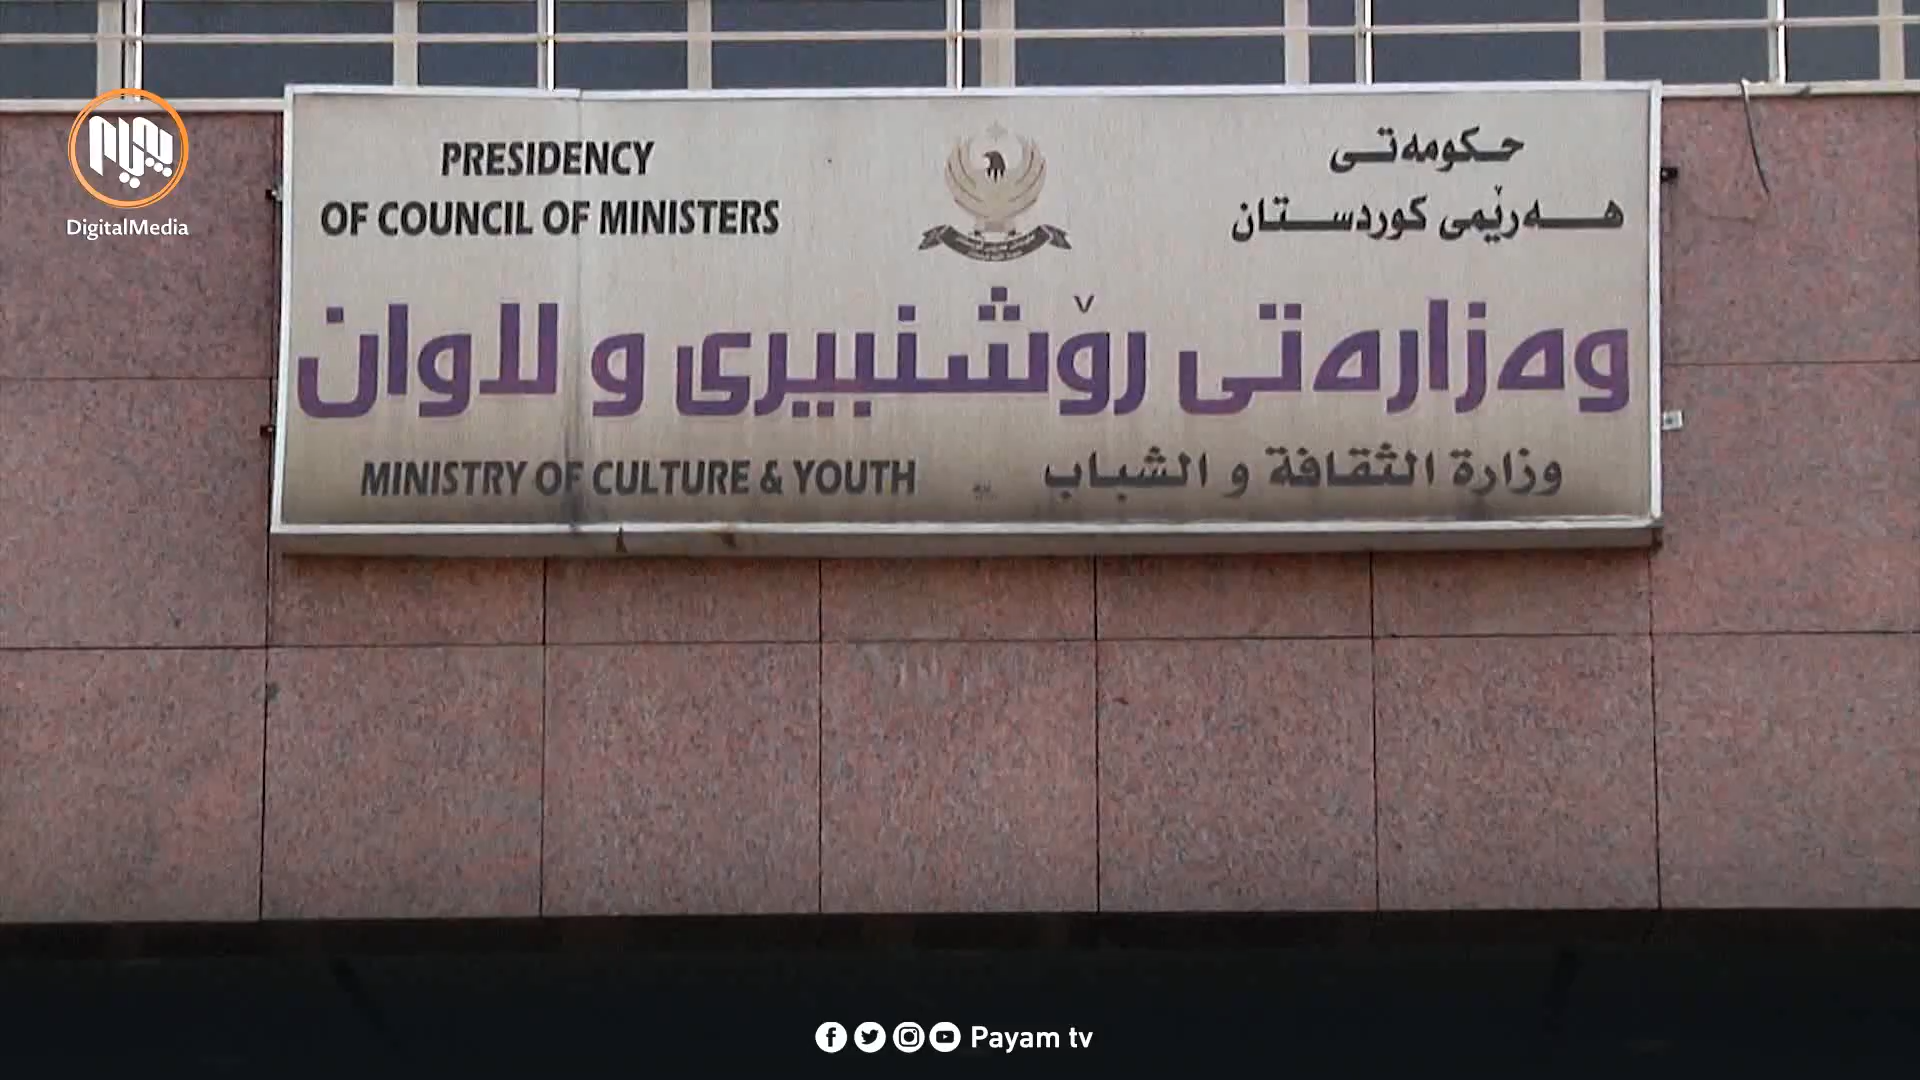 پەیام
DigitalMedia
PRESIDENCY
OF COUNCIL OF MINISTERS
حکومەتی
هەرێمی کوردستان
وەزارەتی رۆشنبیری و لاوان
MINISTRY OF CULTURE & YOUTH
وزارة الثقافة و الشباب
Payam tv